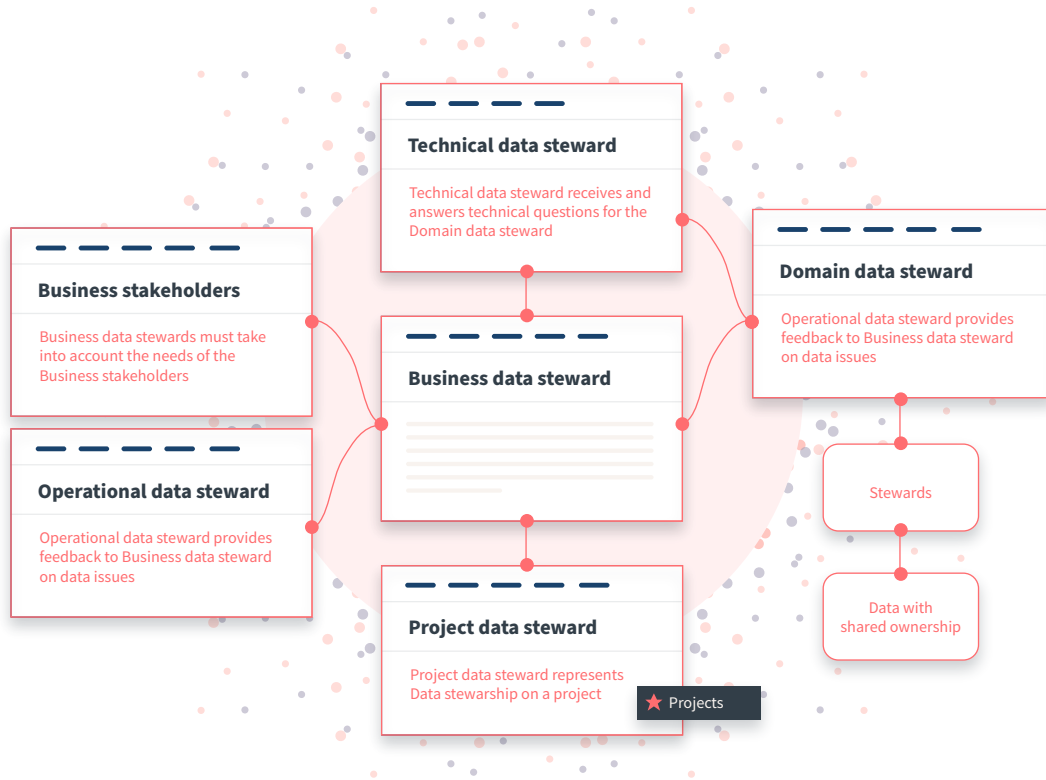 Technical data steward
Technical data steward receives and
answers technical questions for the
Domain data steward
Business stakeholders
Business data stewards must take
into account the needs of the
Business stakeholders
Domain data steward
Operational data steward provides
feedback to Business data steward
on data issues
Business data steward
Operational data steward
Operational data steward provides
feedback to Business data steward
on data issues
Stewards
Data with
shared ownership
Project data steward
Project data steward represents
Data stewarship on a project
Projects